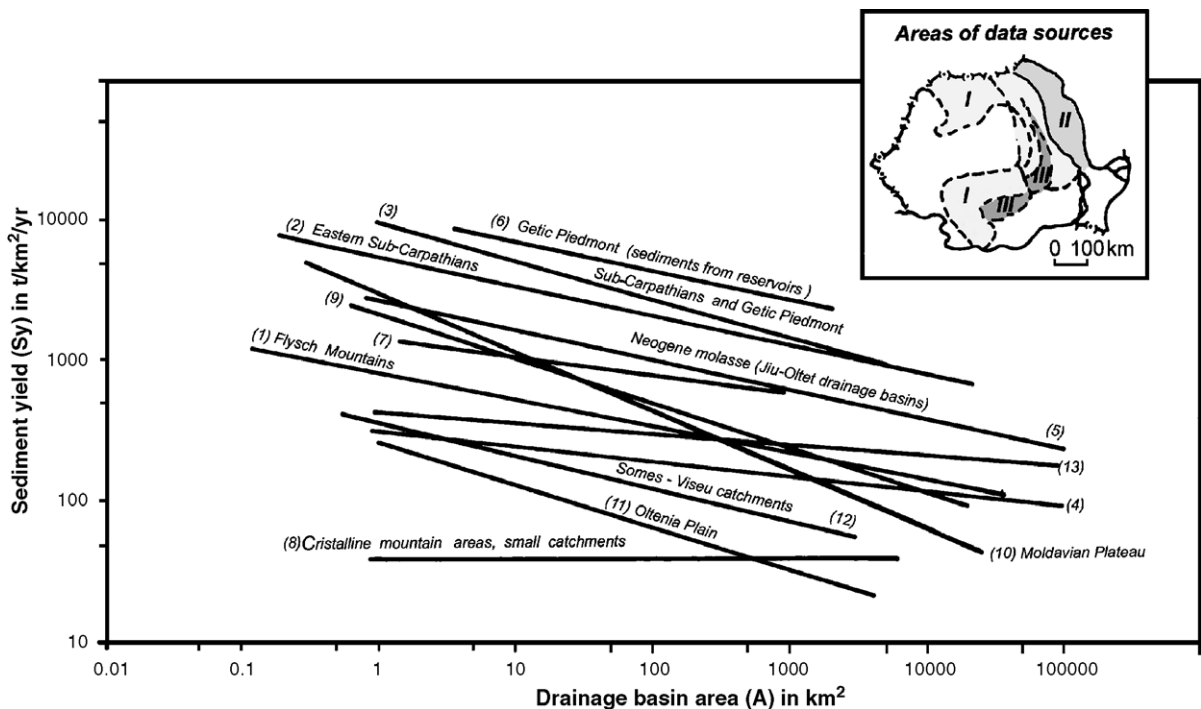 Areas of data sources
I
II
III
I
III
0 100 km
Sediment yield (Sy) in t/km²/yr
10000
1000
100
10
(3)
(6) Getic Piedmont (sediments from reservoirs )
(2) Eastern Sub-Carpathians
Sub-Carpathians and Getic Piedmont
(9)
(7)
(1) Flysch Mountains
Neogene molasse (Jiu-Oltet drainage basins)
(5)
(13)
(4)
Somes - Viseu catchments
(12)
(11) Oltenia Plain
(8) Cristalline mountain areas, small catchments
(10) Moldavian Plateau
0.01 0.1 1 10 100 1000 10000 100000
Drainage basin area (A) in km²